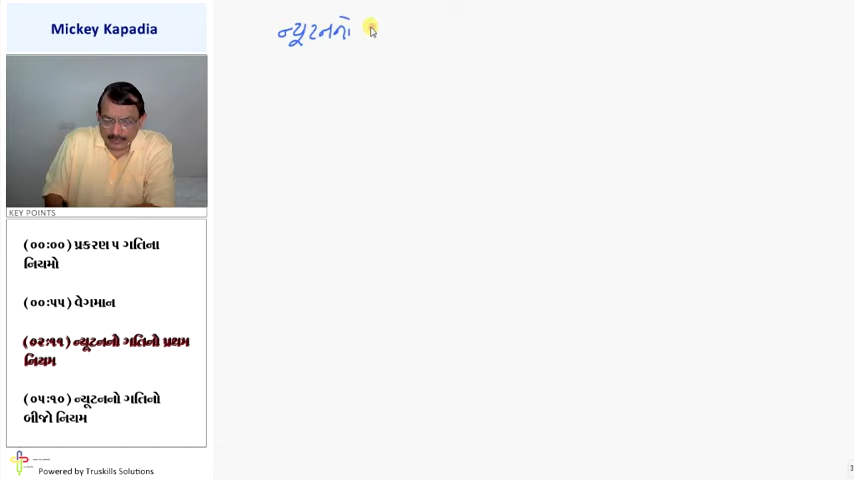 Mickey Kapadia
ન્યૂટનનો
KEY POINTS
(૦૦:૦૦) પ્રકરણ ૫ ગતિના
નિયમો
(૦૦:૫૫) વેગમાન
(૦૨:૧૧) ન્યૂટનનો ગતિનો પ્રથમ
નિયમ
(૦૫:૧૦) ન્યૂટનનો ગતિનો
બીજો નિયમ
Powered by Truskills Solutions
3